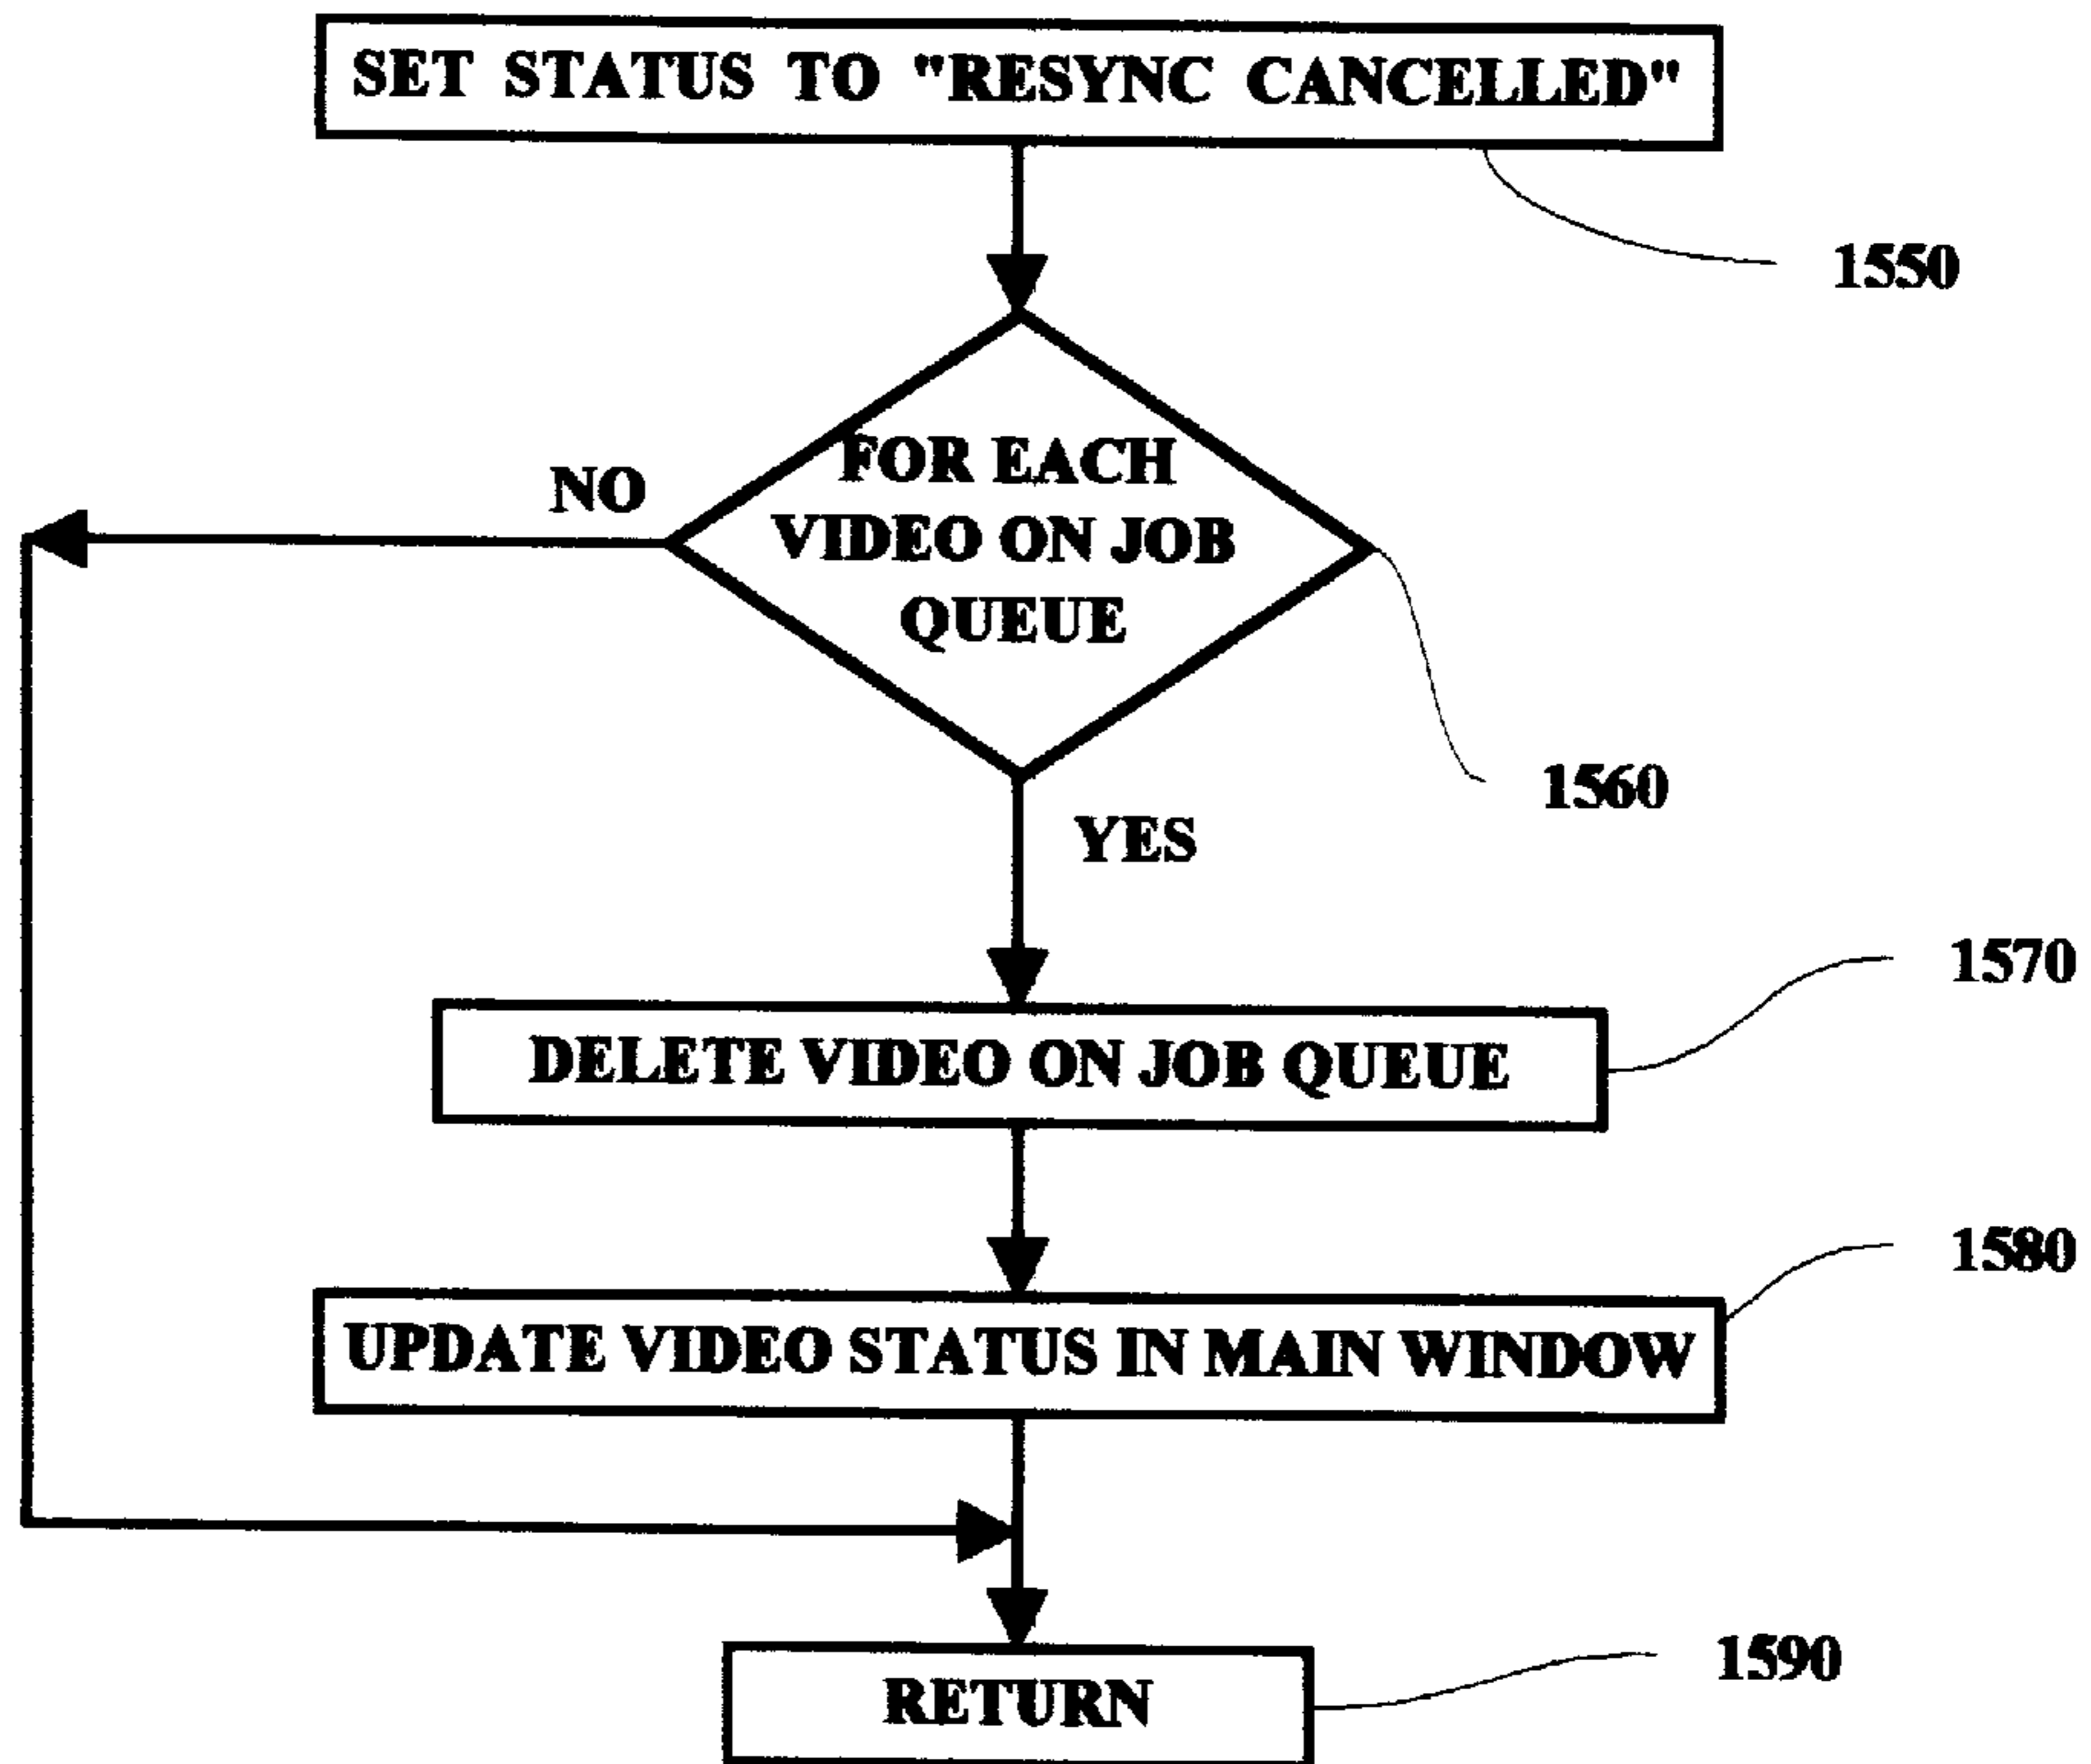 SET STATUS TO "RESYNC CANCELLED"
1550
FOR EACH
VIDEO ON JOB
QUEUE
NO
1560
YES
1570
DELETE VIDEO ON JOB QUEUE
1580
UPDATE VIDEO STATUS IN MAIN WINDOW
1590
RETURN